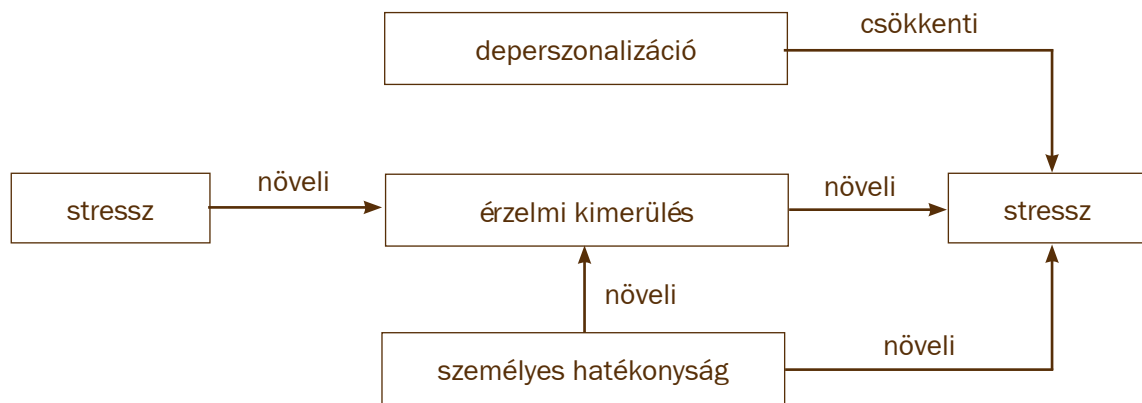 csökkenti
deperszonalizáció
növeli
növeli
stressz
érzelmi kimerülés
stressz
növeli
növeli
személyes hatékonyság